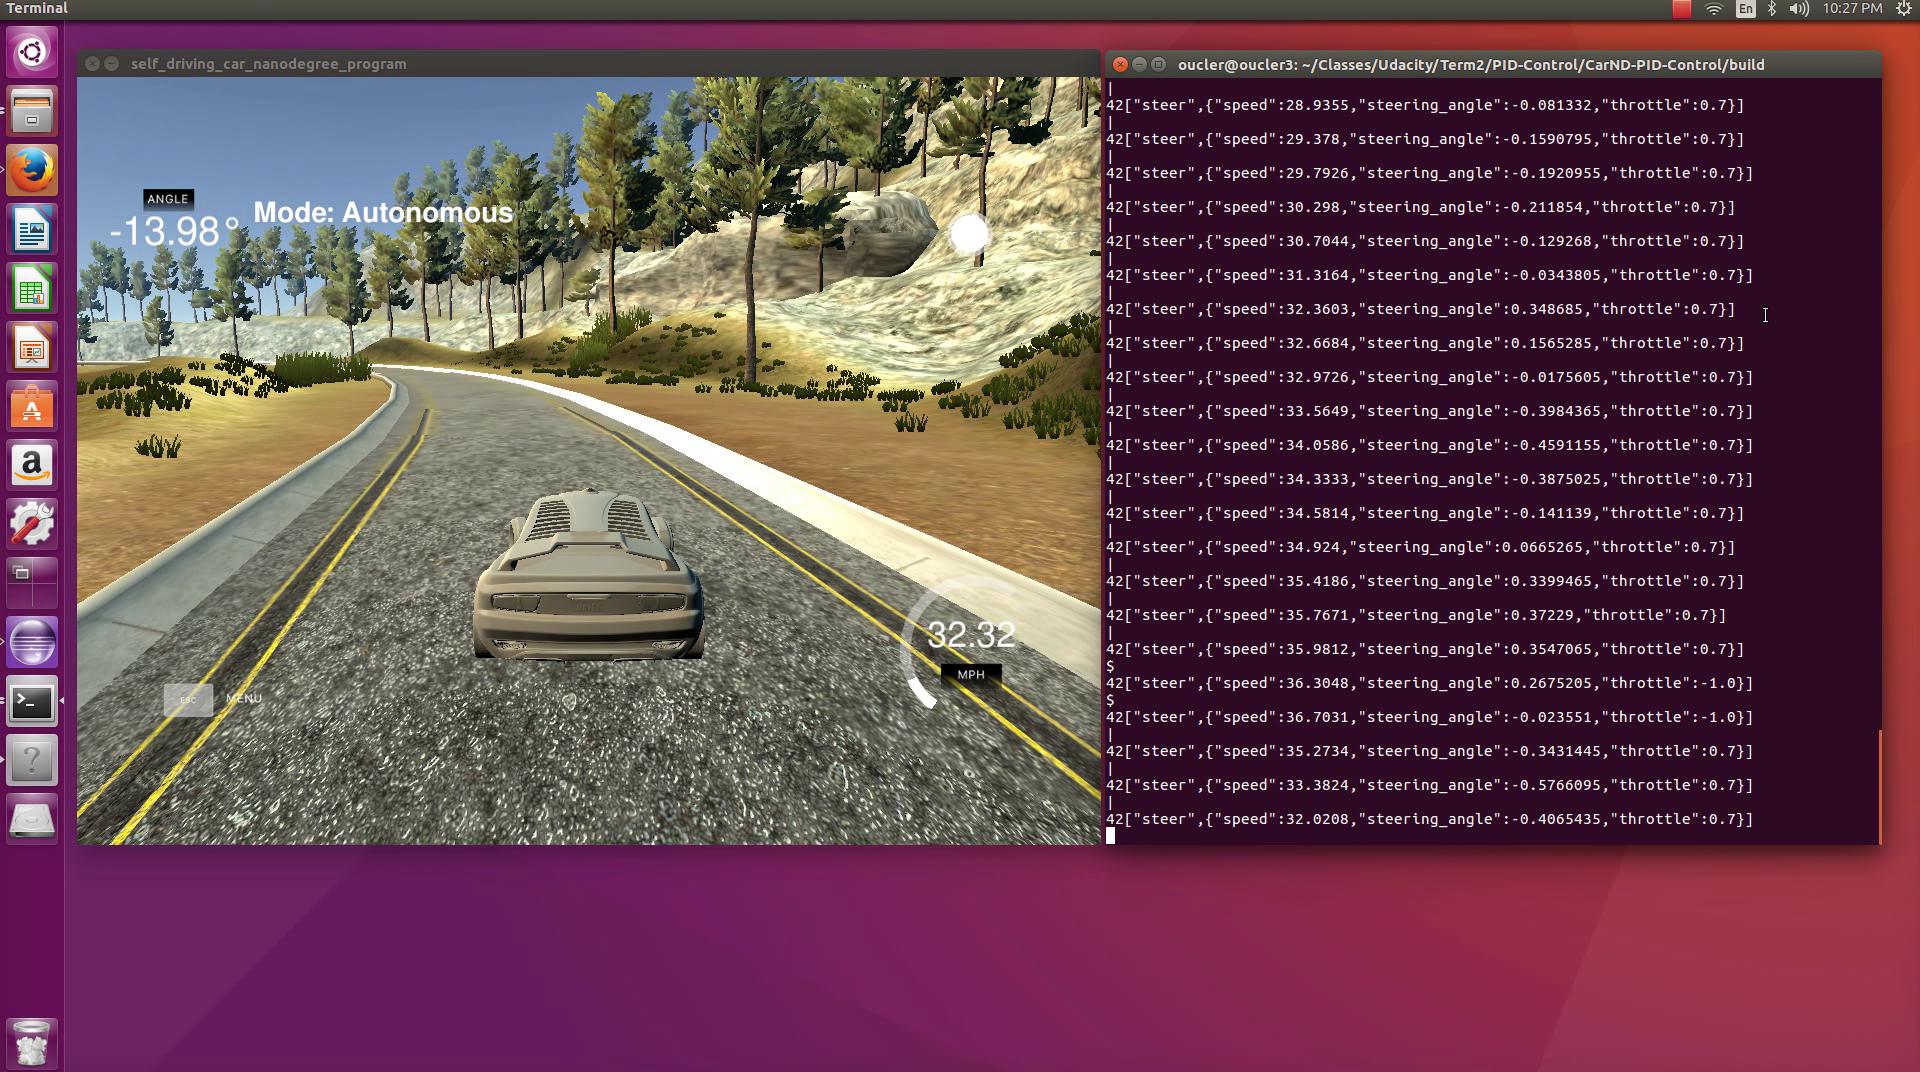 Terminal
En
10:27 PM
self_driving_car_nanodegree_program
ANGLE
-13.98°
Mode: Autonomous
32.32
MPH
ESC
MENU
oucler@oucler3: ~/Classes/Udacity/Term2/PID-Control/CarND-PID-Control/build
|
42["steer",{"speed":28.9355,"steering_angle":-0.081332,"throttle":0.7}]
|
42["steer",{"speed":29.378,"steering_angle":-0.1590795,"throttle":0.7}]
|
42["steer",{"speed":29.7926,"steering_angle":-0.1920955,"throttle":0.7}]
|
42["steer",{"speed":30.298,"steering_angle":-0.211854,"throttle":0.7}]
|
42["steer",{"speed":30.7044,"steering_angle":-0.129268,"throttle":0.7}]
|
42["steer",{"speed":31.3164,"steering_angle":-0.0343805,"throttle":0.7}]
|
42["steer",{"speed":32.3603,"steering_angle":0.348685,"throttle":0.7}]
|
42["steer",{"speed":32.6684,"steering_angle":0.1565285,"throttle":0.7}]
|
42["steer",{"speed":32.9726,"steering_angle":-0.0175605,"throttle":0.7}]
|
42["steer",{"speed":33.5649,"steering_angle":-0.3984365,"throttle":0.7}]
|
42["steer",{"speed":34.0586,"steering_angle":-0.4591155,"throttle":0.7}]
|
42["steer",{"speed":34.3333,"steering_angle":-0.3875025,"throttle":0.7}]
|
42["steer",{"speed":34.5814,"steering_angle":-0.141139,"throttle":0.7}]
|
42["steer",{"speed":34.924,"steering_angle":0.0665265,"throttle":0.7}]
|
42["steer",{"speed":35.4186,"steering_angle":0.3399465,"throttle":0.7}]
|
42["steer",{"speed":35.7671,"steering_angle":0.37229,"throttle":0.7}]
|
42["steer",{"speed":35.9812,"steering_angle":0.3547065,"throttle":0.7}]
$
42["steer",{"speed":36.3048,"steering_angle":0.2675205,"throttle":-1.0}]
$
42["steer",{"speed":36.7031,"steering_angle":-0.023551,"throttle":-1.0}]
|
42["steer",{"speed":35.2734,"steering_angle":-0.3431445,"throttle":0.7}]
|
42["steer",{"speed":33.3824,"steering_angle":-0.5766095,"throttle":0.7}]
|
42["steer",{"speed":32.0208,"steering_angle":-0.4065435,"throttle":0.7}]